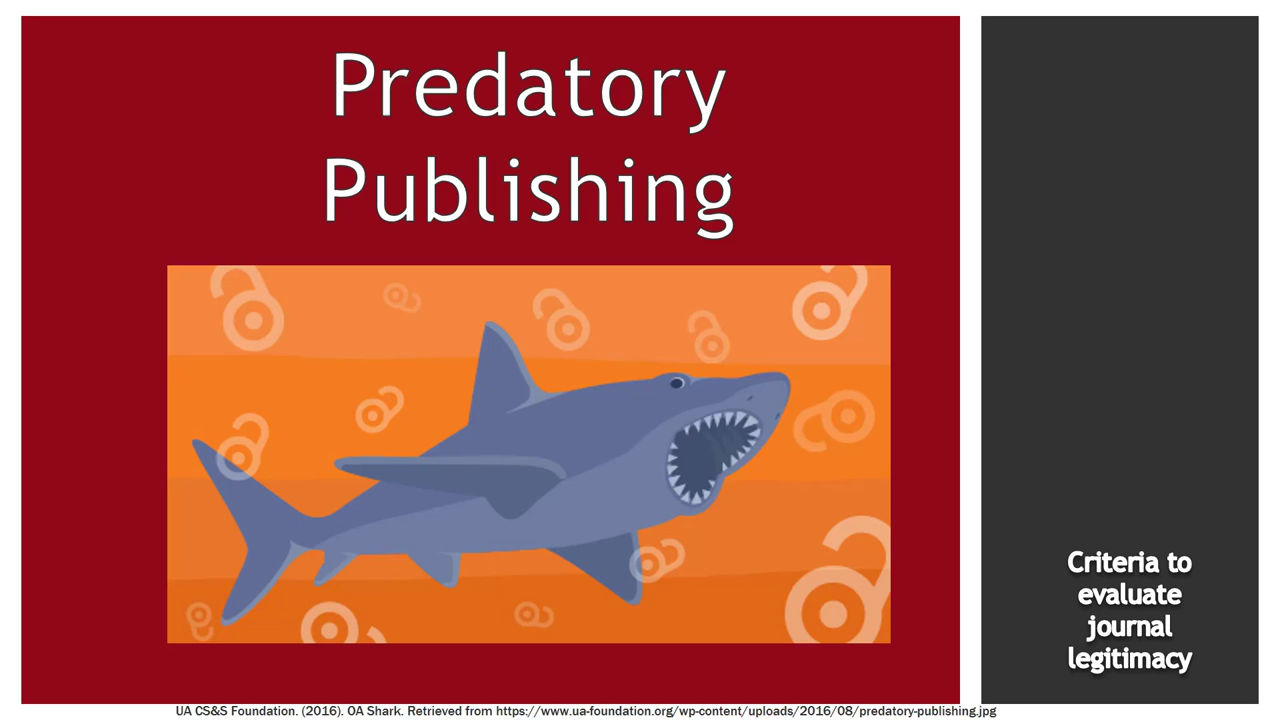 Predatory
Publishing
Criteria to
evaluate
journal
legitimacy
UA CS&S Foundation. (2016). OA Shark. Retrieved from https://www.ua-foundation.org/wp-content/uploads/2016/08/predatory-publishing.jpg